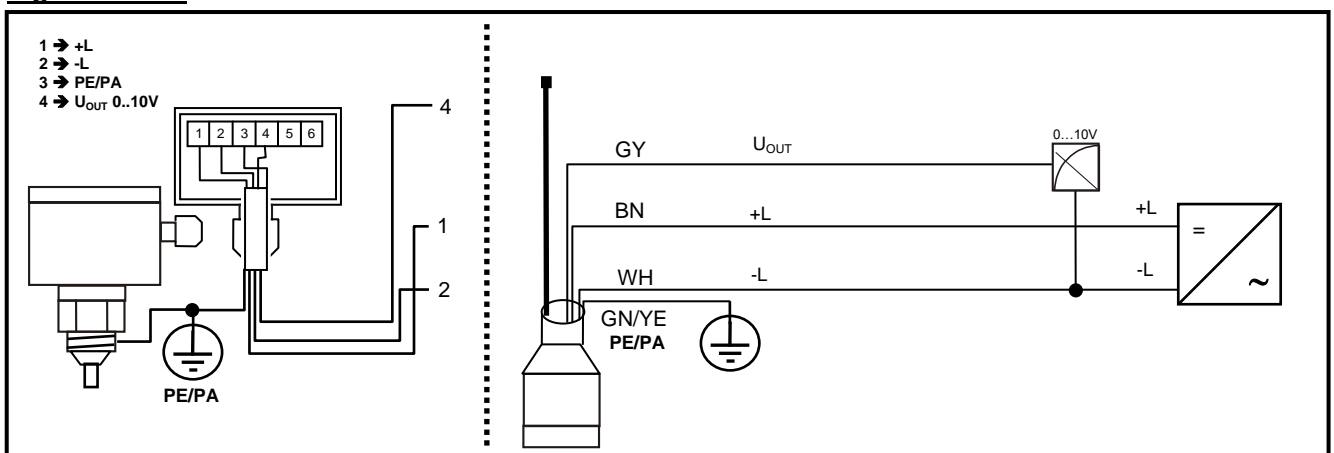 1 ➔ +L
2 ➔ -L
3 ➔ PE/PA
4 ➔ UOUT 0..10V
1 2 3 4 5 6
4
1
2
PE/PA
0...10V
GY UOUT
BN +L +L
=
WH -L -L
~
GN/YE
PE/PA